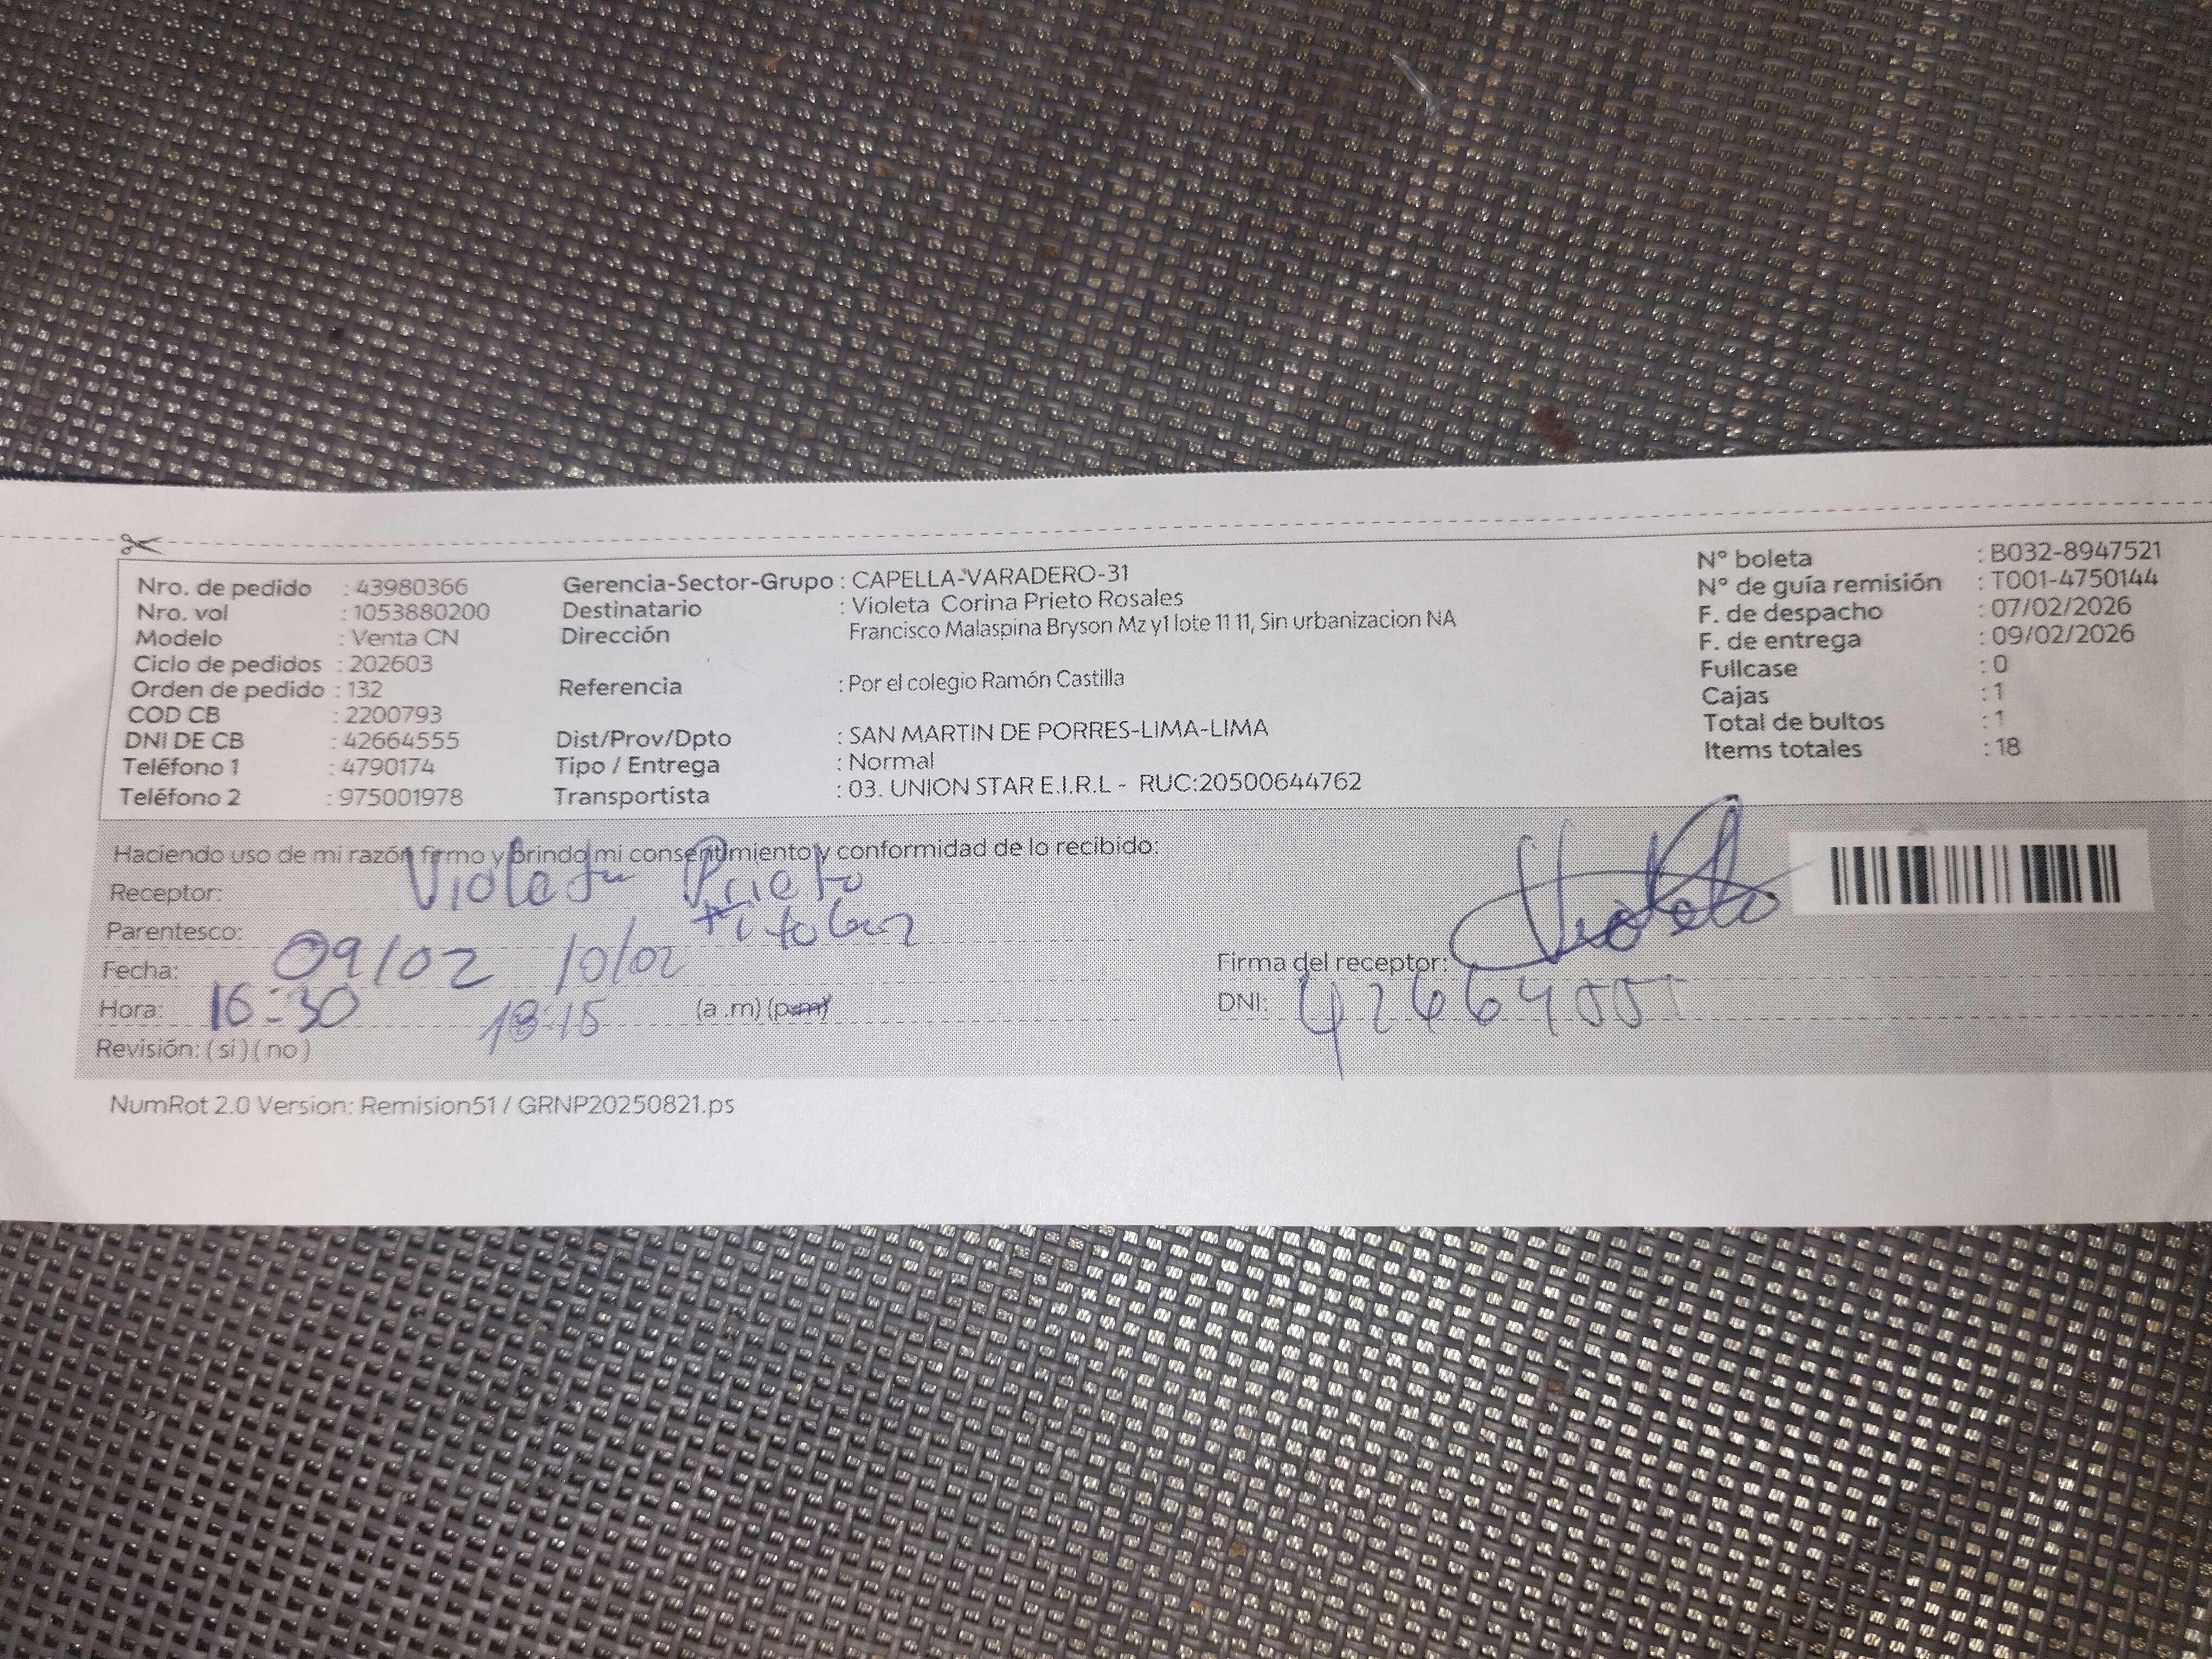 Nro. de pedido : 43980366
Nro. val : 1053880200
Modelo : Venta CN
Ciclo de pedidos : 202603
Orden de pedido : 132
COD CB : 2200793
DNI DE CB : 42664555
Teléfono 1 : 4790174
Teléfono 2 : 975001978
Gerencia-Sector-Grupo : CAPELLA-VARADERO-31
Destinatario : Violeta Corina Prieto Rosales
Dirección Francisco Malaspina Bryson Mz y1 lote 11 11, Sin urbanizacion NA
Referencia : Por el colegio Ramón Castilla
Dist/Prov/Dpto : SAN MARTIN DE PORRES-LIMA-LIMA
Tipo / Entrega : Normal
Transportista : 03. UNION STAR E.I.R.L - RUC:20500644762
N° boleta : B032-8947521
N° de guía remisión : T001-4750144
F. de despacho : 07/02/2026
F. de entrega : 09/02/2026
Fullcase : 0
Cajas : 1
Total de bultos : 1
Items totales : 18
Haciendo uso de mi razón firmo y brindo mi consentimiento y conformidad de lo recibido:
Receptor: Violeta Prieto
Parentesco:
Fecha: 09/02 10/02
Hora: 16:30 18:15 (a .m) (p.m)
Revisión: ( si ) ( no )
Firma del receptor: Violeta
DNI: 42664555
NumRot 2.0 Version: Remision51 / GRNP20250821.ps